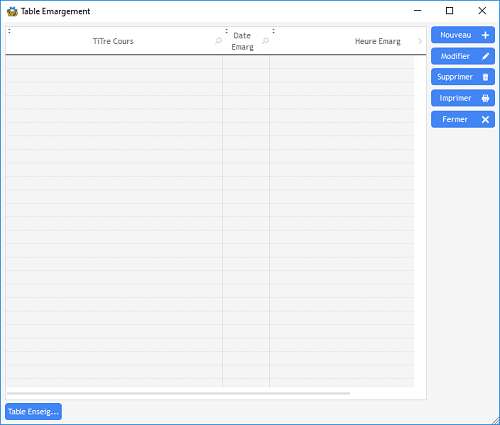 Table Emargement
TiTre Cours
Date
Emarg
Heure Emarg
Nouveau
Modifier
Supprimer
Imprimer
Fermer
Table Enseig...